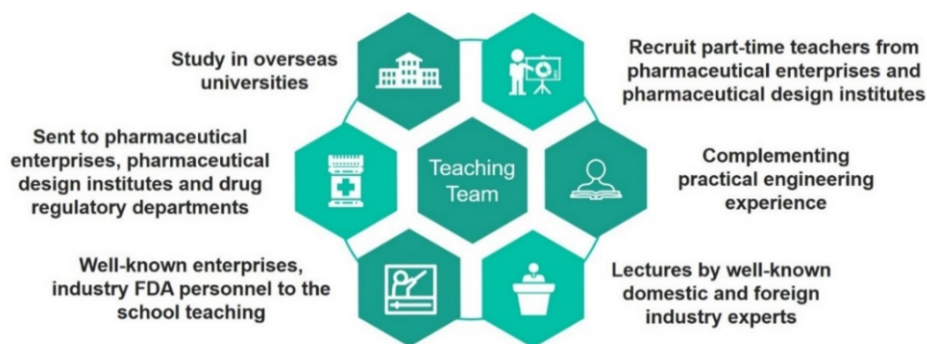 Study in overseas
universities
Recruit part-time teachers from
pharmaceutical enterprises and
pharmaceutical design institutes
Sent to pharmaceutical
enterprises, pharmaceutical
design institutes and drug
regulatory departments
Teaching
Team
Complementing
practical engineering
experience
Well-known enterprises,
industry FDA personnel to the
school teaching
Lectures by well-known
domestic and foreign
industry experts